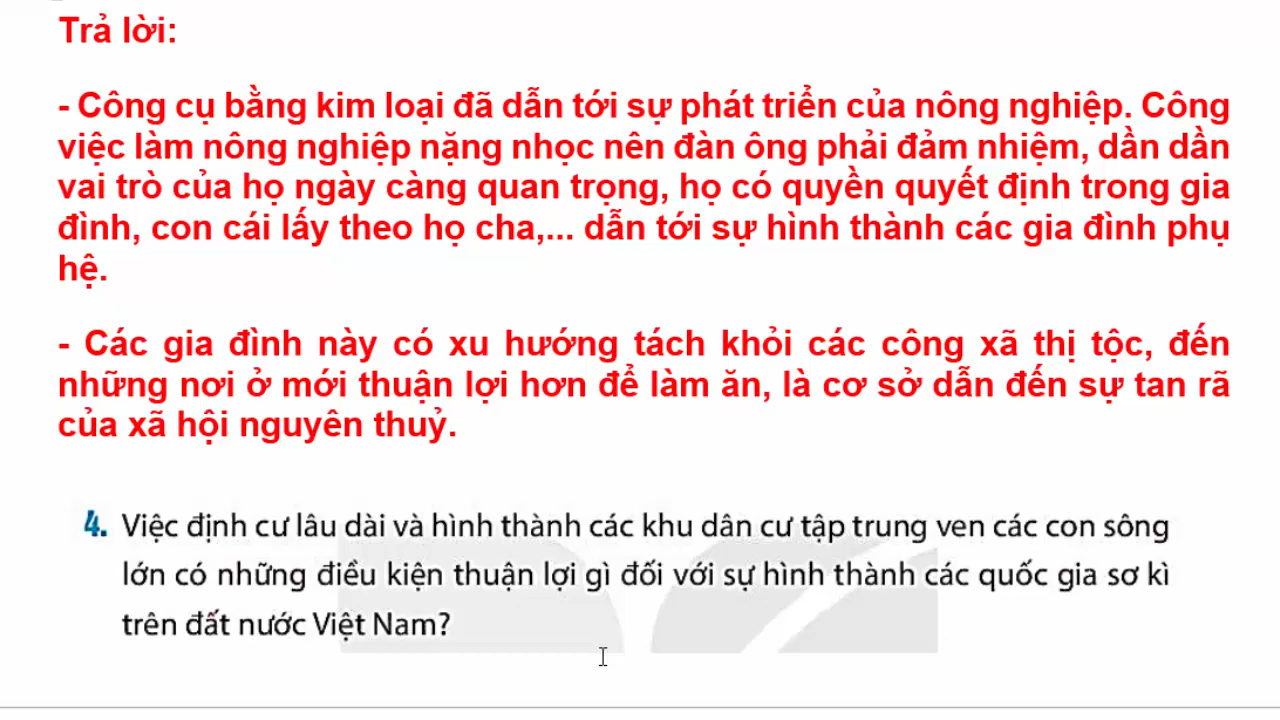 Trả lời:
- Công cụ bằng kim loại đã dẫn tới sự phát triển của nông nghiệp. Công
việc làm nông nghiệp nặng nhọc nên đàn ông phải đảm nhiệm, dần dần
vai trò của họ ngày càng quan trọng, họ có quyền quyết định trong gia
đình, con cái lấy theo họ cha,... dẫn tới sự hình thành các gia đình phụ
hệ.
- Các gia đình này có xu hướng tách khỏi các công xã thị tộc, đến
những nơi ở mới thuận lợi hơn để làm ăn, là cơ sở dẫn đến sự tan rã
của xã hội nguyên thuỷ.
4. Việc định cư lâu dài và hình thành các khu dân cư tập trung ven các con sông
lớn có những điều kiện thuận lợi gì đối với sự hình thành các quốc gia sơ kì
trên đất nước Việt Nam?